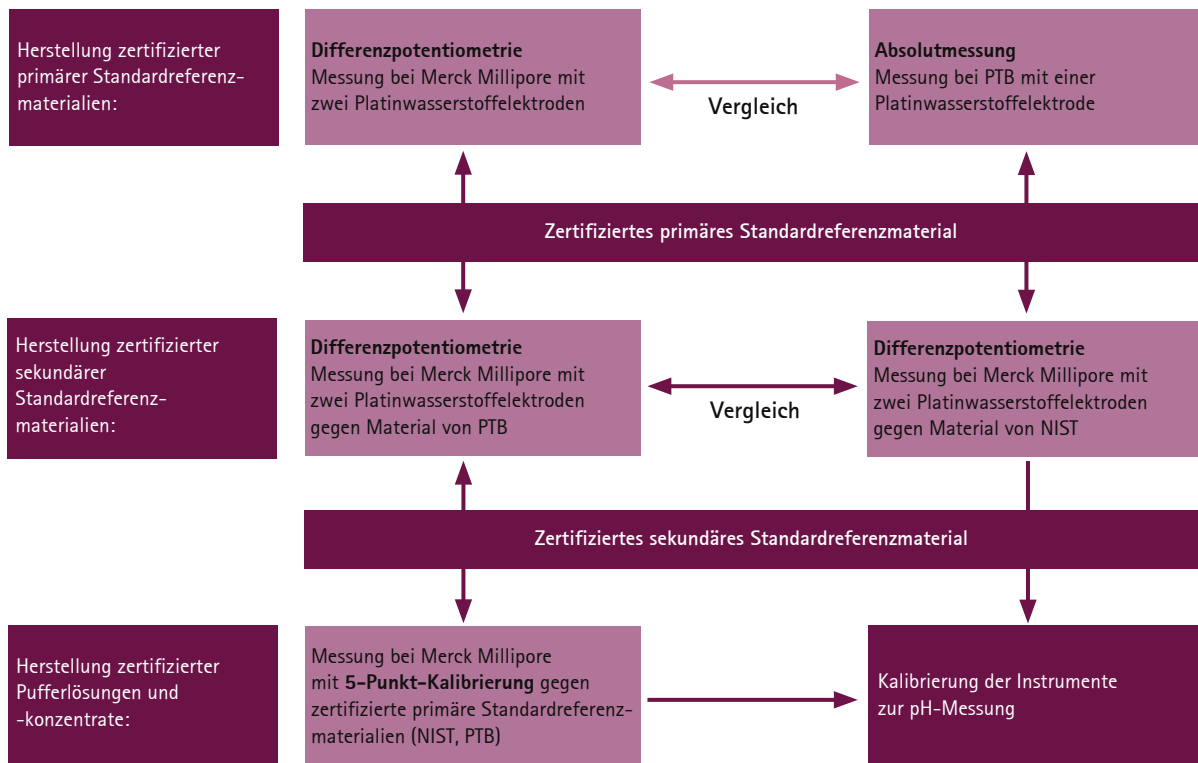 Herstellung zertifizierter
primärer Standardreferenz-
materialien:
Differenzpotentiometrie
Messung bei Merck Millipore mit
zwei Platinwasserstoffelektroden
Vergleich
Absolutmessung
Messung bei PTB mit einer
Platinwasserstoffelektrode
Zertifiziertes primäres Standardreferenzmaterial
Herstellung zertifizierter
sekundärer
Standardreferenz-
materialien:
Differenzpotentiometrie
Messung bei Merck Millipore mit
zwei Platinwasserstoffelektroden
gegen Material von PTB
Vergleich
Differenzpotentiometrie
Messung bei Merck Millipore mit
zwei Platinwasserstoffelektroden
gegen Material von NIST
Zertifiziertes sekundäres Standardreferenzmaterial
Herstellung zertifizierter
Pufferlösungen und
-konzentrate:
Messung bei Merck Millipore
mit 5-Punkt-Kalibrierung gegen
zertifizierte primäre Standardreferenz-
materialien (NIST, PTB)
Kalibrierung der Instrumente
zur pH-Messung